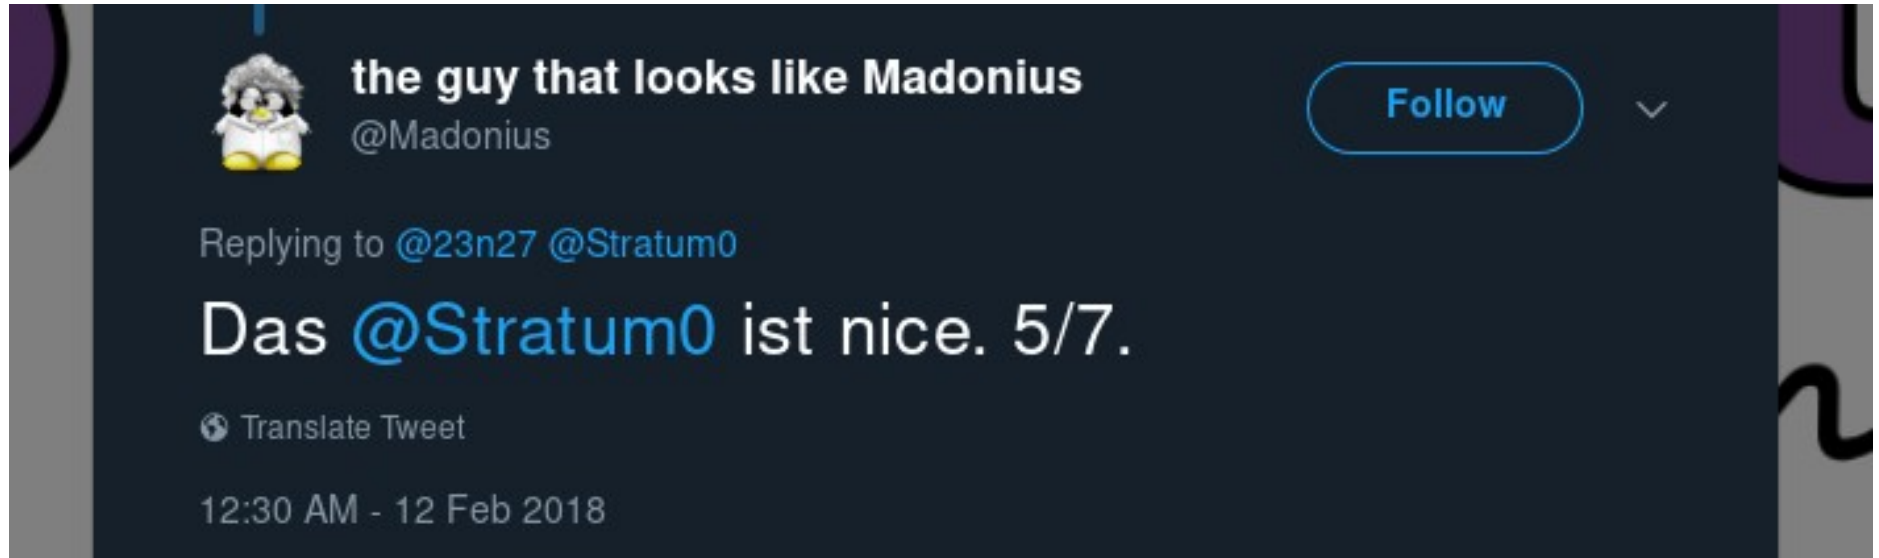 the guy that looks like Madonius
@Madonius
Follow
Replying to @23n27 @Stratum0
Das @Stratum0 ist nice. 5/7.
Translate Tweet
12:30 AM - 12 Feb 2018